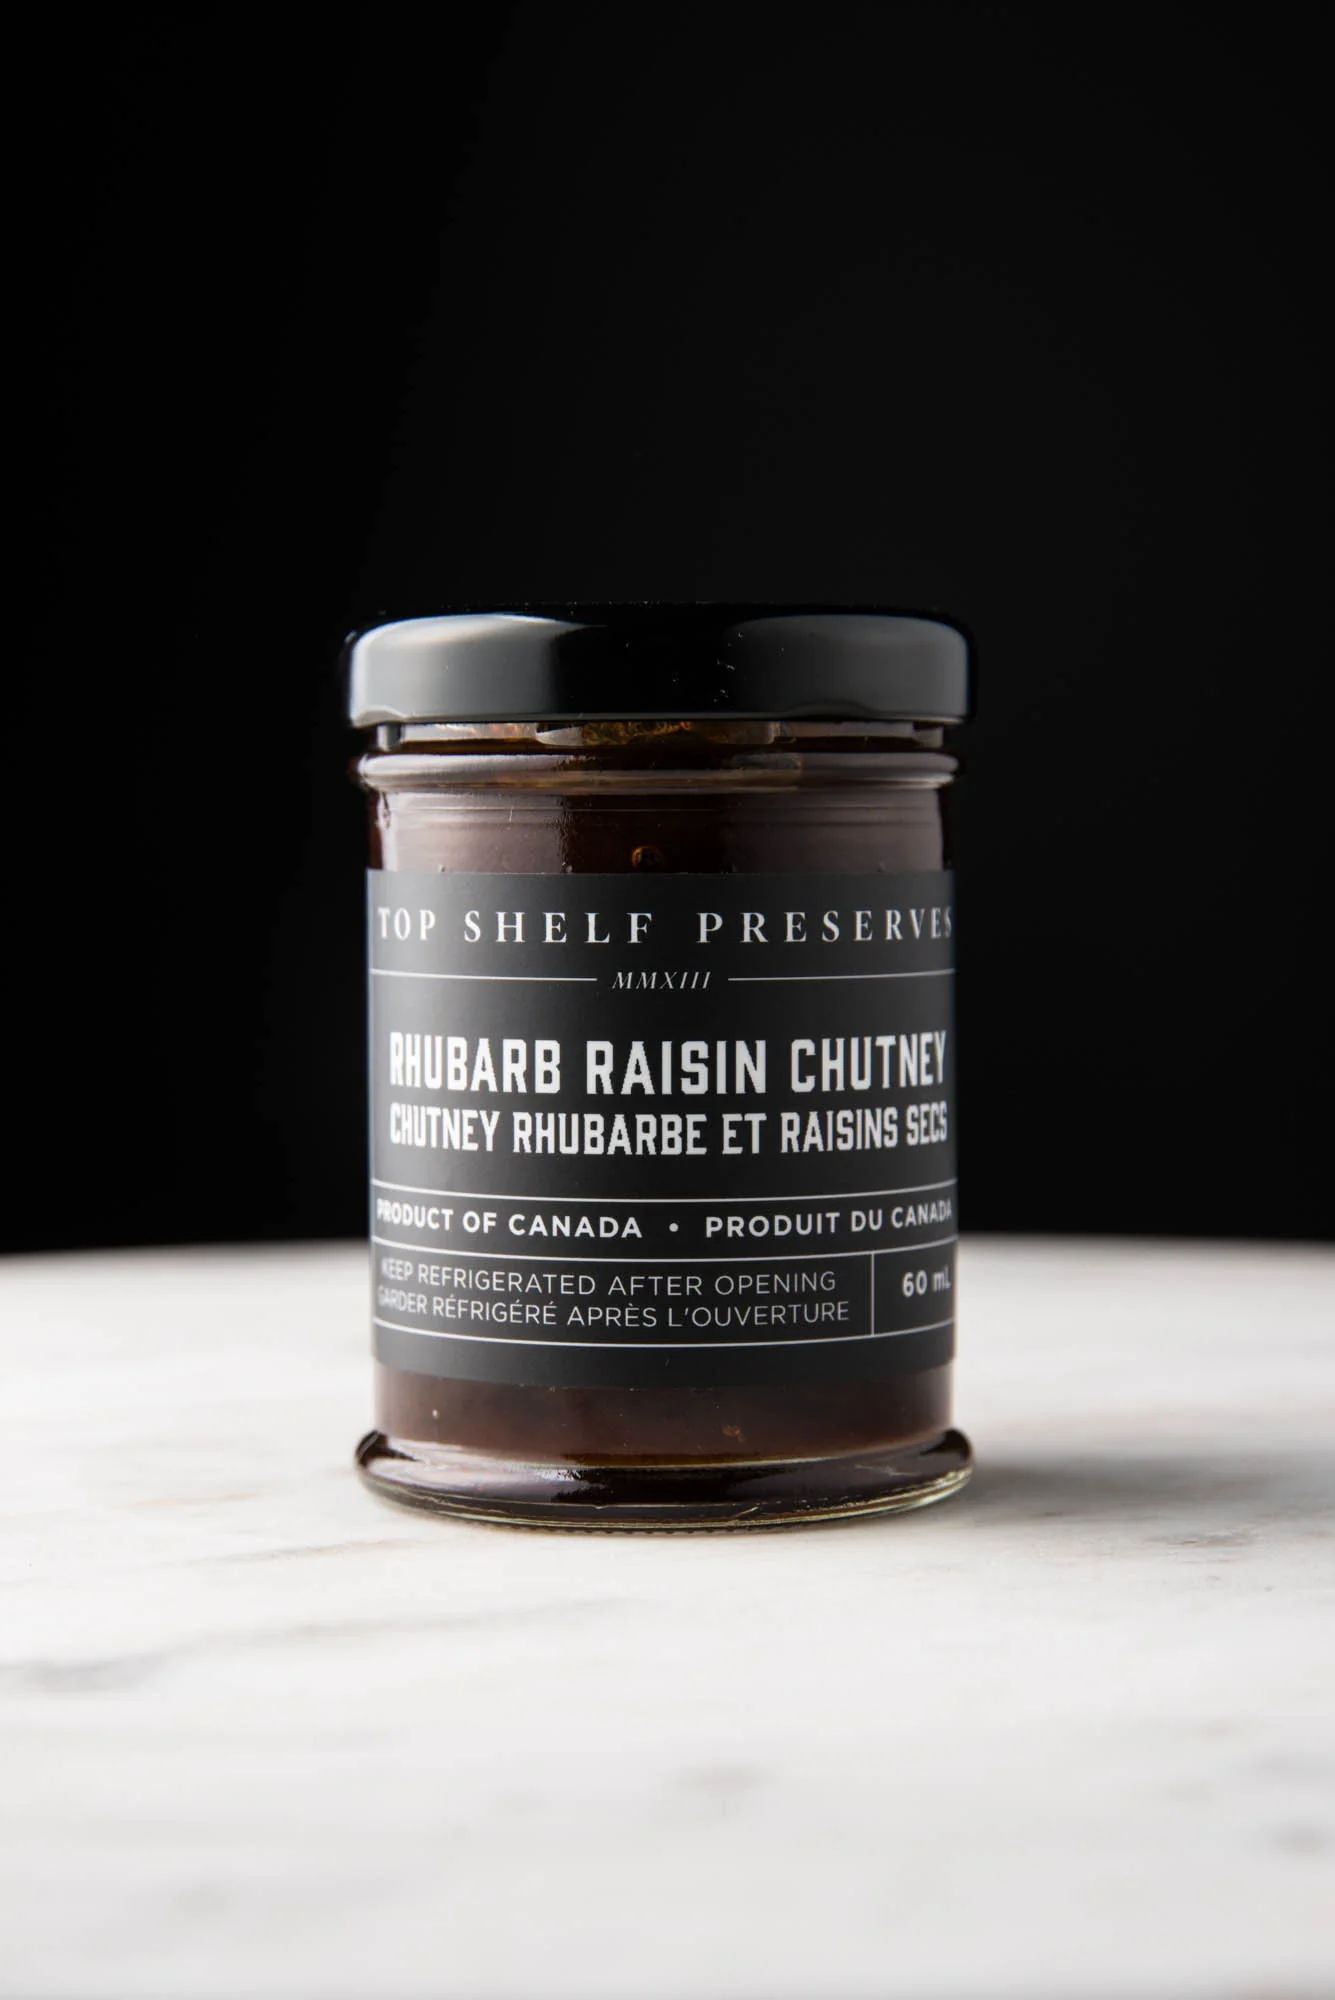 TOP SHELF PRESERVES
MMXIII
RHUBARB RAISIN CHUTNEY
CHUTNEY RHUBARBE ET RAISINS SECS
PRODUCT OF CANADA • PRODUIT DU CANADA
KEEP REFRIGERATED AFTER OPENING
GARDER RÉFRIGÉRÉ APRÈS L'OUVERTURE
60 mL